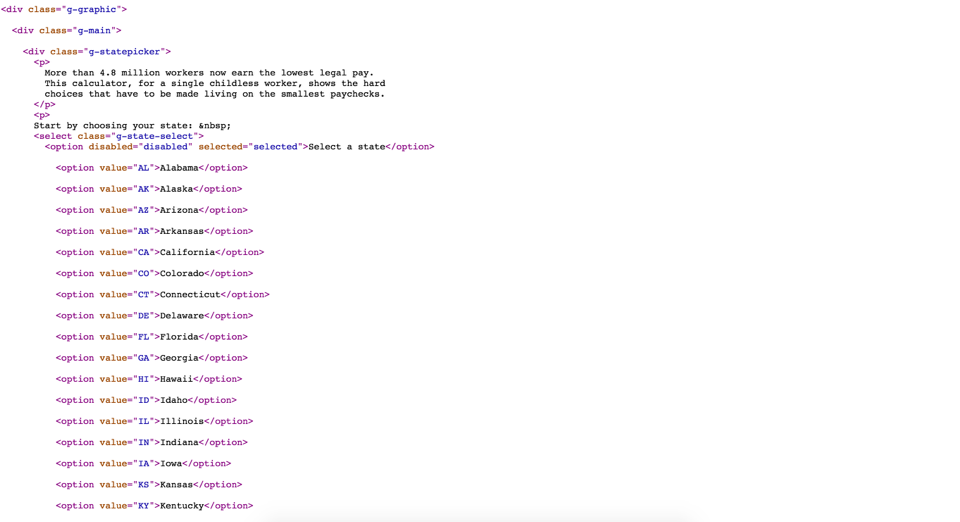 <div class="g-graphic">
<div class="g-main">
<div class="g-statepicker">
<p>
More than 4.8 million workers now earn the lowest legal pay.
This calculator, for a single childless worker, shows the hard
choices that have to be made living on the smallest paychecks.
</p>
<p>
Start by choosing your state: &nbsp;
<select class="g-state-select">
<option disabled="disabled" selected="selected">Select a state</option>
<option value="AL">Alabama</option>
<option value="AK">Alaska</option>
<option value="AZ">Arizona</option>
<option value="AR">Arkansas</option>
<option value="CA">California</option>
<option value="CO">Colorado</option>
<option value="CT">Connecticut</option>
<option value="DE">Delaware</option>
<option value="FL">Florida</option>
<option value="GA">Georgia</option>
<option value="HI">Hawaii</option>
<option value="ID">Idaho</option>
<option value="IL">Illinois</option>
<option value="IN">Indiana</option>
<option value="IA">Iowa</option>
<option value="KS">Kansas</option>
<option value="KY">Kentucky</option>